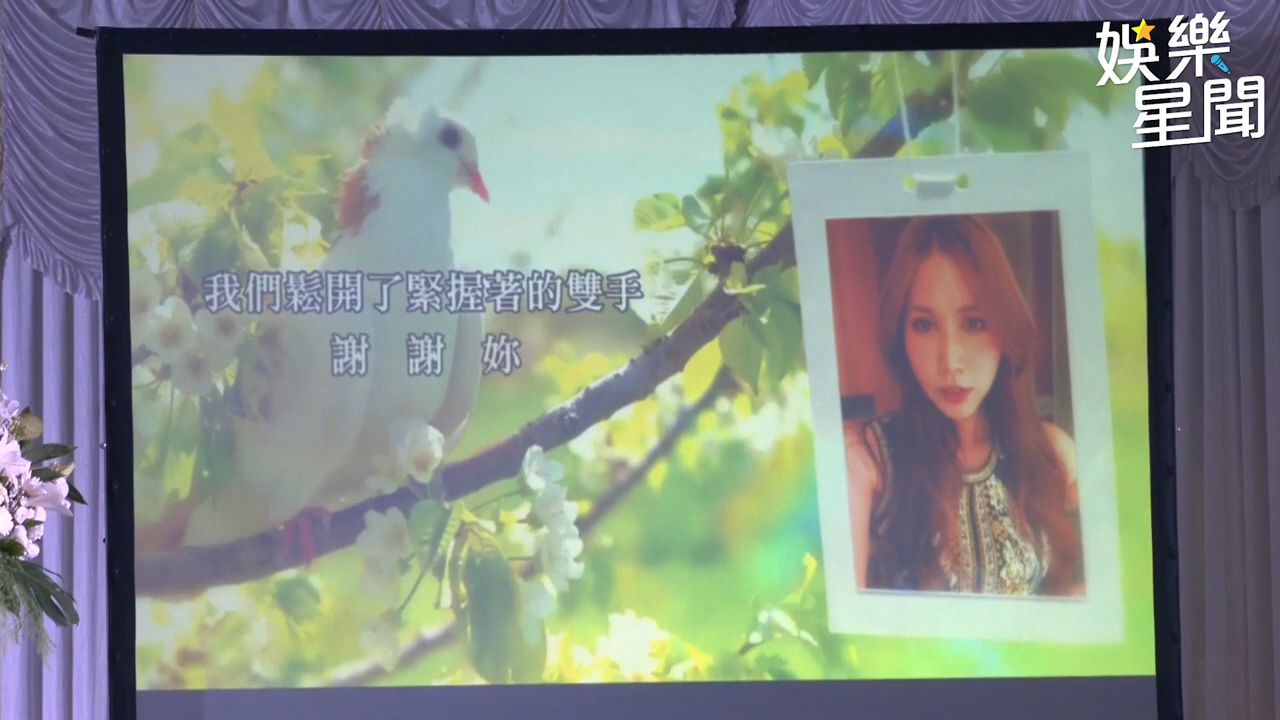 娛樂
星聞
我們鬆開了緊握著的雙手
謝 謝 妳